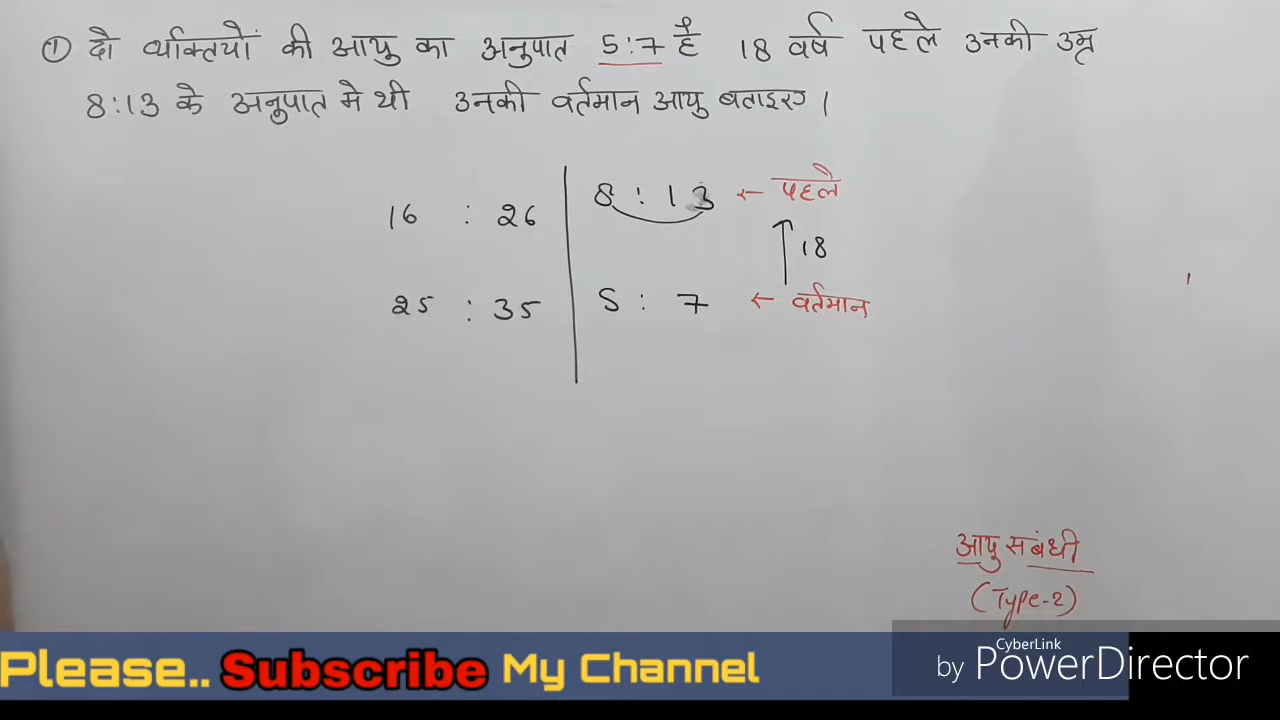 ① दो व्यक्तियों की आयु का अनुपात 5:7 है 18 वर्ष पहले उनकी उम्र
8:13 के अनुपात मे थी उनकी वर्तमान आयु बताइए ।
16 : 26
8 : 13 ← पहले
↑ 18
25 : 35
5 : 7 ← वर्तमान
आयु संबंधी
(Type-2)
Please.. Subscribe My Channel
CyberLink
by PowerDirector